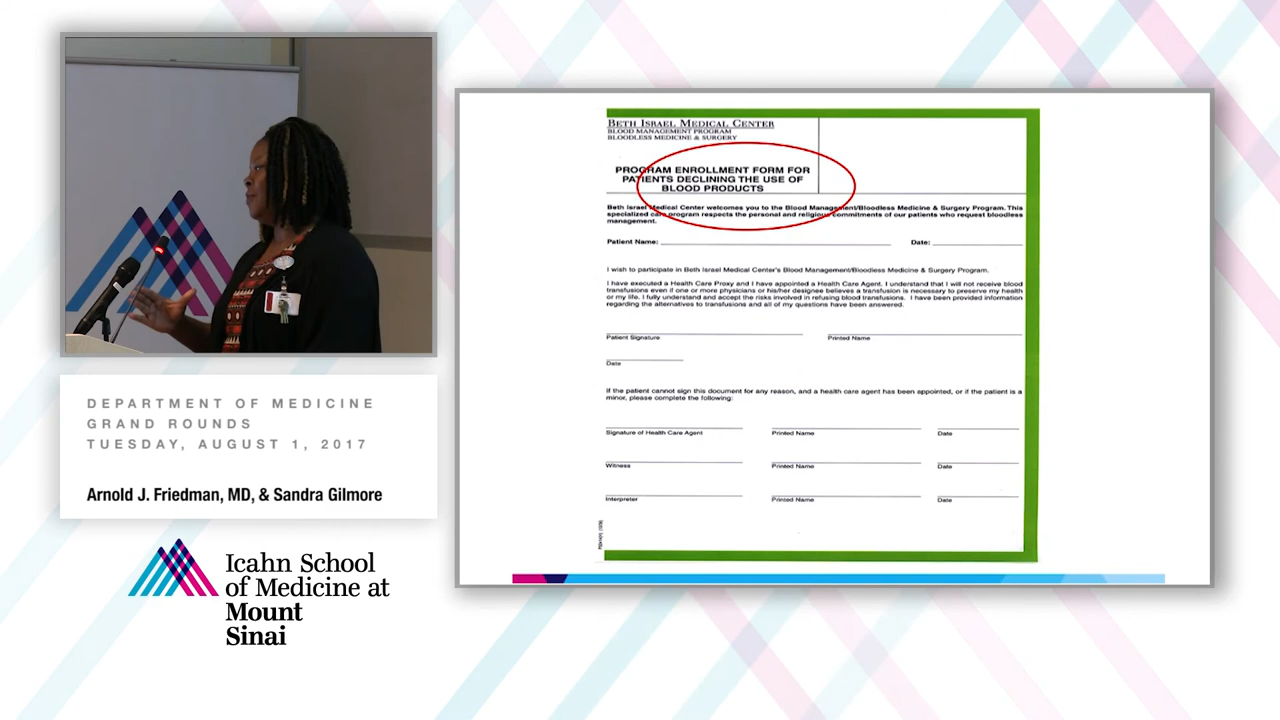 DEPARTMENT OF MEDICINE
GRAND ROUNDS
TUESDAY, AUGUST 1, 2017
Arnold J. Friedman, MD, & Sandra Gilmore
Icahn School
of Medicine at
Mount
Sinai
BETH ISRAEL MEDICAL CENTER
BLOOD MANAGEMENT PROGRAM
BLOODLESS MEDICINE & SURGERY
PROGRAM ENROLLMENT FORM FOR
PATIENTS DECLINING THE USE OF
BLOOD PRODUCTS
Beth Israel Medical Center welcomes you to the Blood Management/Bloodless Medicine & Surgery Program. This
specialized care program respects the personal and religious commitments of our patients who request bloodless
management.
Patient Name: Date:
I wish to participate in Beth Israel Medical Center's Blood Management/Bloodless Medicine & Surgery Program.
I have executed a Health Care Proxy and I have appointed a Health Care Agent. I understand that I will not receive blood
transfusions even if one or more physicians or his/her designee believes a transfusion is necessary to preserve my health
or my life. I fully understand and accept the risks involved in refusing blood transfusions. I have been provided information
regarding the alternatives to transfusions and all of my questions have been answered.
Patient Signature Printed Name
Date
If the patient cannot sign this document for any reason, and a health care agent has been appointed, or if the patient is a
minor, please complete the following:
Signature of Health Care Agent Printed Name Date
Witness Printed Name Date
Interpreter Printed Name Date